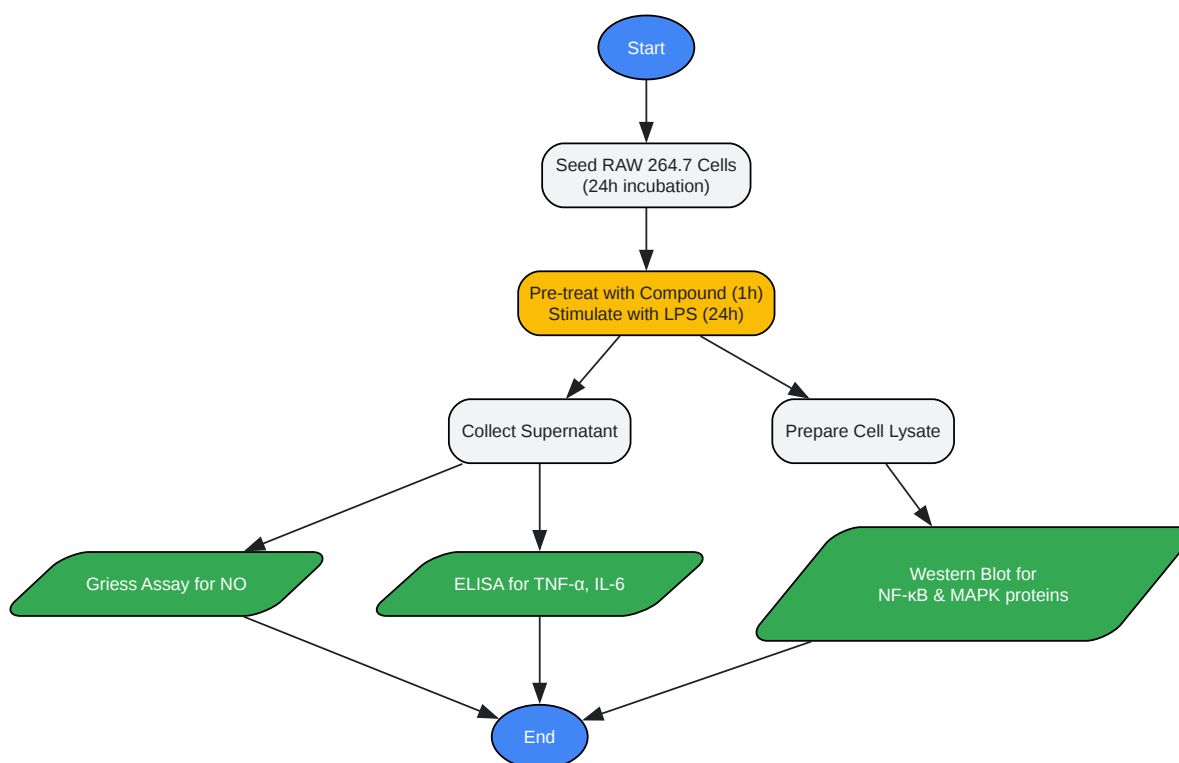 Start
Seed RAW 264.7 Cells
(24h incubation)
Pre-treat with Compound (1h)
Stimulate with LPS (24h)
Collect Supernatant
Prepare Cell Lysate
Griess Assay for NO
ELISA for TNF-α, IL-6
Western Blot for
NF-κB & MAPK proteins
End